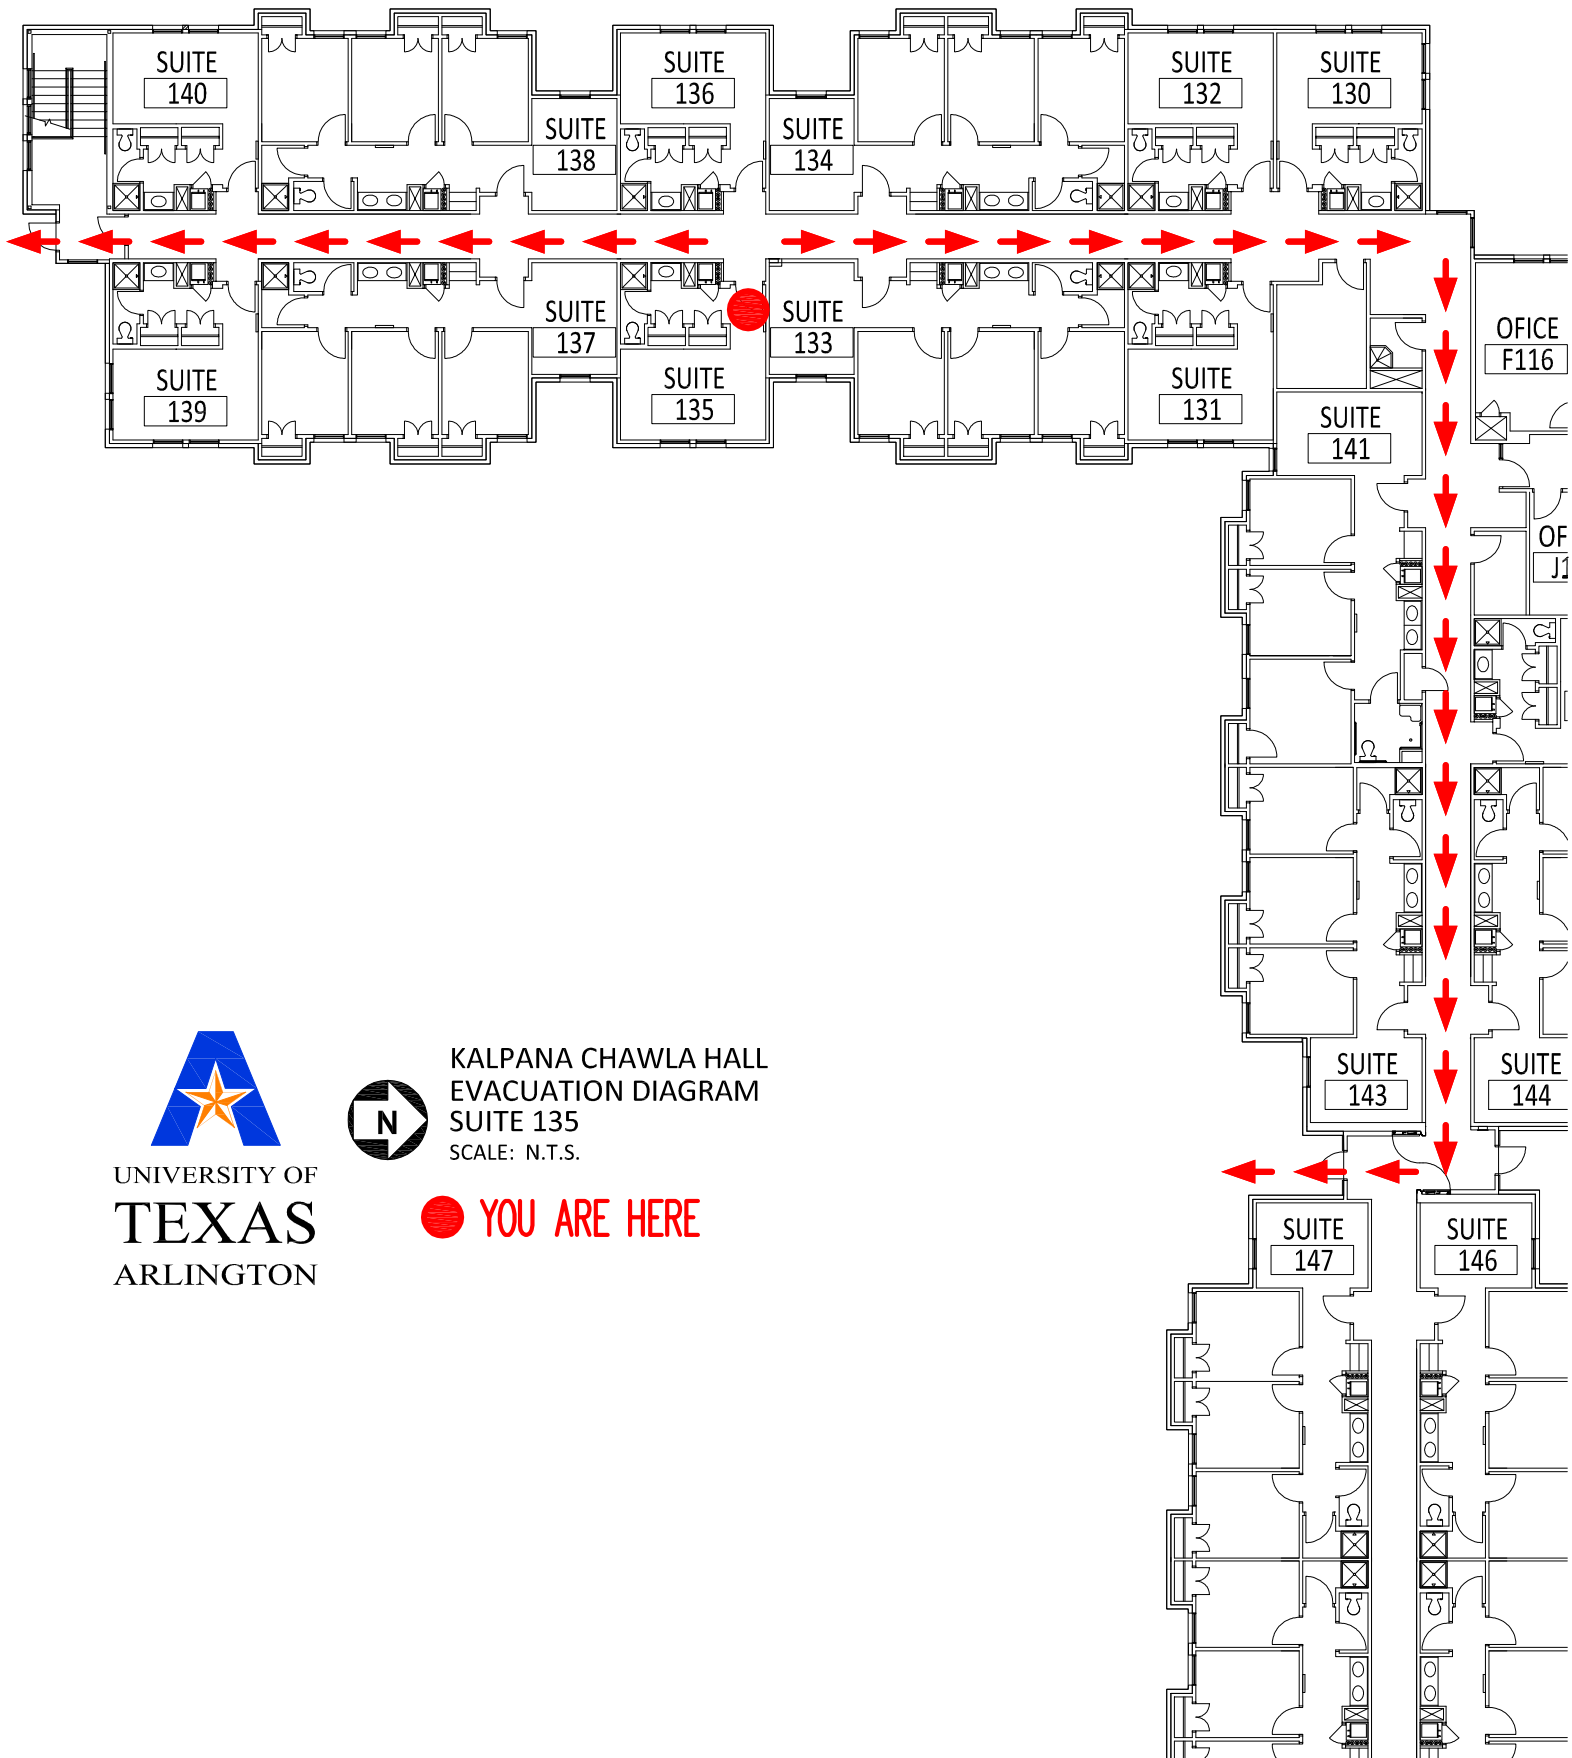 SUITE
140
SUITE
138
SUITE
136
SUITE
134
SUITE
132
SUITE
130
SUITE
139
SUITE
137
SUITE
135
SUITE
133
SUITE
131
SUITE
141
OFICE
F116
OF
J1
SUITE
143
SUITE
144
SUITE
147
SUITE
146
UNIVERSITY OF
TEXAS
ARLINGTON
N
KALPANA CHAWLA HALL
EVACUATION DIAGRAM
SUITE 135
SCALE: N.T.S.
YOU ARE HERE